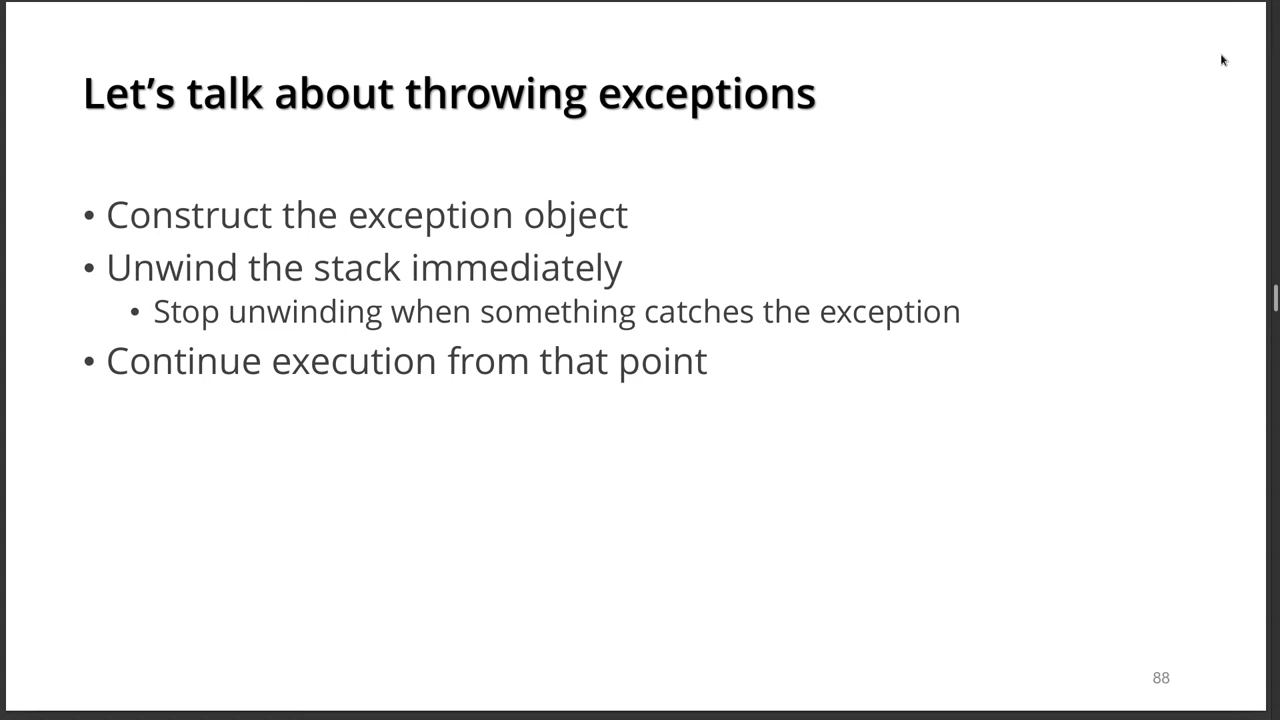 Let’s talk about throwing exceptions
• Construct the exception object
• Unwind the stack immediately
• Stop unwinding when something catches the exception
• Continue execution from that point
88